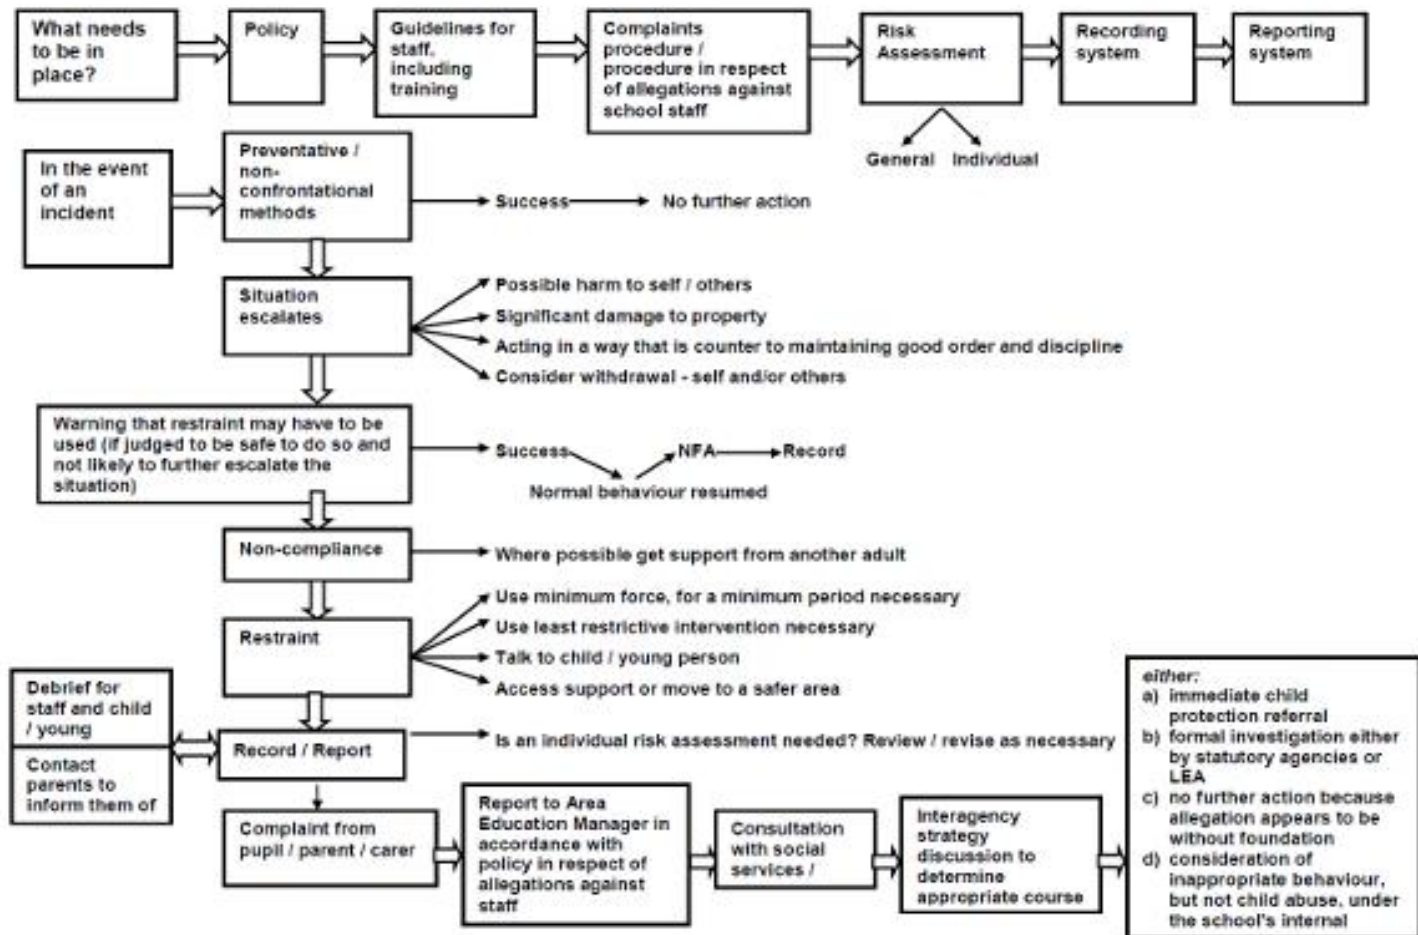 What needs
to be in
place?
Policy
Guidelines for
staff,
including
training
Complaints
procedure /
procedure in respect
of allegations against
school staff
Risk
Assessment
Recording
system
Reporting
system
General Individual
In the event
of an
incident
Preventative /
non-
confrontational
methods
Success
No further action
Situation
escalates
Possible harm to self / others
Significant damage to property
Acting in a way that is counter to maintaining good order and discipline
Consider withdrawal - self and/or others
Warning that restraint may have to be
used (if judged to be safe to do so and
not likely to further escalate the
situation)
Success
NFA
Record
Normal behaviour resumed
Non-compliance
Where possible get support from another adult
Restraint
Use minimum force, for a minimum period necessary
Use least restrictive intervention necessary
Talk to child / young person
Access support or move to a safer area
Debrief for
staff and child
/ young
Contact
parents to
inform them of
Record / Report
Is an individual risk assessment needed? Review / revise as necessary
Complaint from
pupil / parent / carer
Report to Area
Education Manager in
accordance with
policy in respect of
allegations against
staff
Consultation
with social
services /
Interagency
strategy
discussion to
determine
appropriate course
either:
a) immediate child
protection referral
b) formal investigation either
by statutory agencies or
LEA
c) no further action because
allegation appears to be
without foundation
d) consideration of
inappropriate behaviour,
but not child abuse, under
the school's internal